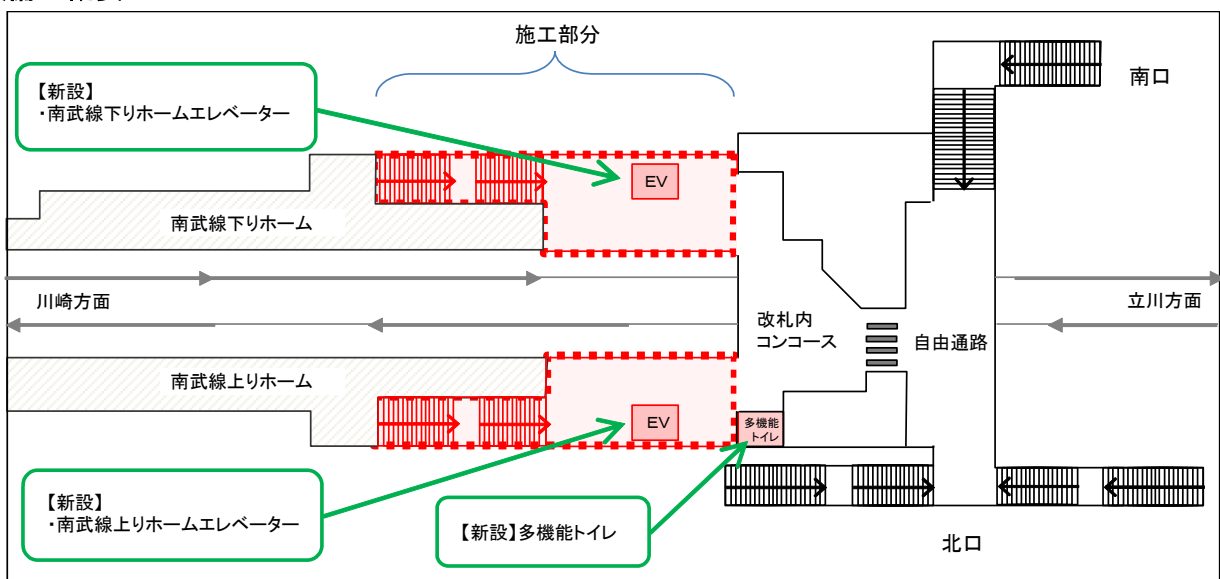 施工部分
【新設】
・南武線下りホームエレベーター
南口
EV
南武線下りホーム
川崎方面
立川方面
改札内
コンコース
自由通路
南武線上りホーム
EV
多機能
トイレ
【新設】
・南武線上りホームエレベーター
【新設】多機能トイレ
北口